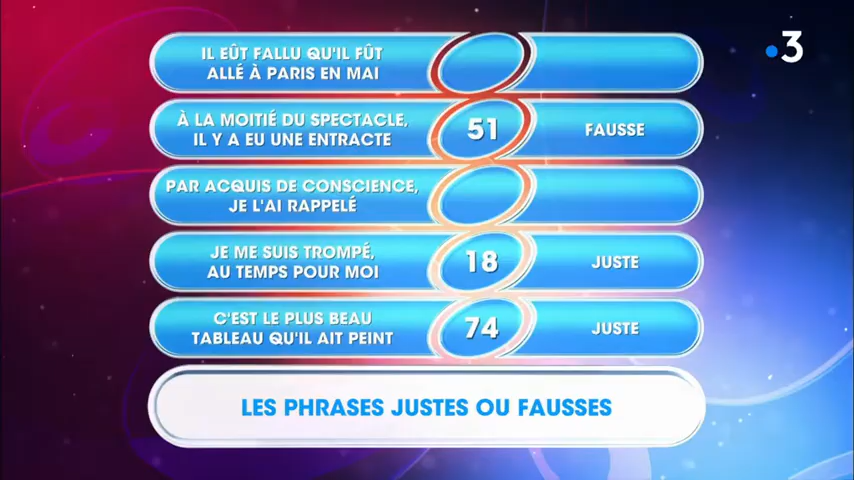 .3
IL EÛT FALLU QU'IL FÛT
ALLÉ À PARIS EN MAI
À LA MOITIÉ DU SPECTACLE,
IL Y A EU UNE ENTRACTE
51
FAUSSE
PAR ACQUIS DE CONSCIENCE,
JE L'AI RAPPELÉ
JE ME SUIS TROMPÉ,
AU TEMPS POUR MOI
18
JUSTE
C'EST LE PLUS BEAU
TABLEAU QU'IL AIT PEINT
74
JUSTE
LES PHRASES JUSTES OU FAUSSES